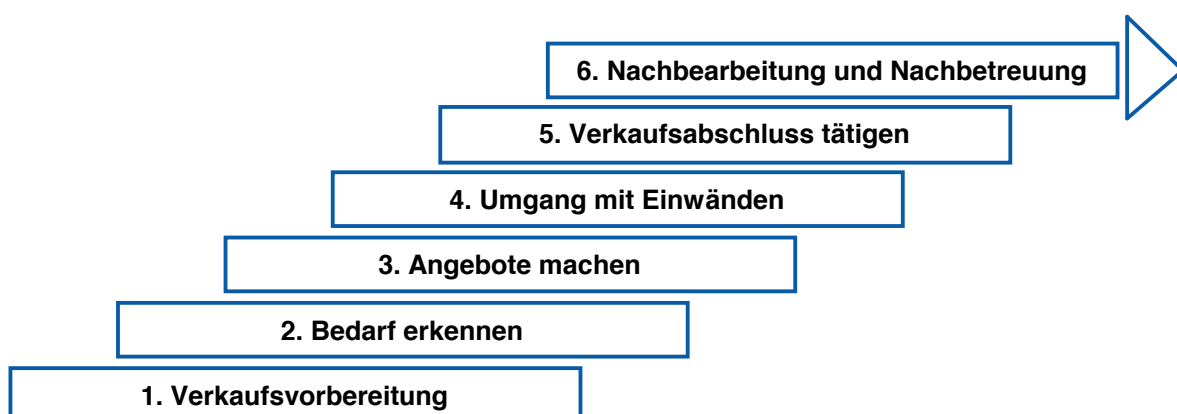 6. Nachbearbeitung und Nachbetreuung
5. Verkaufsabschluss tätigen
4. Umgang mit Einwänden
3. Angebote machen
2. Bedarf erkennen
1. Verkaufsvorbereitung